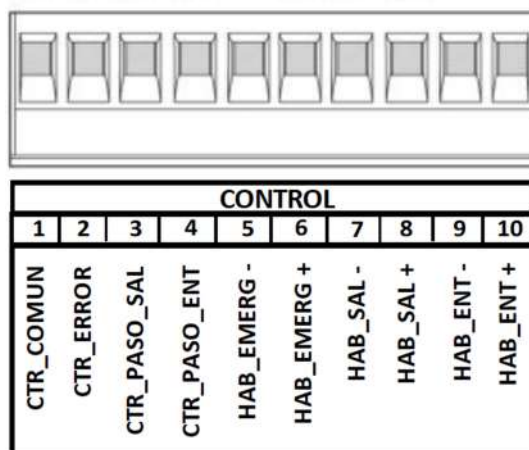 CONTROL
1 2 3 4 5 6 7 8 9 10
CTR_COMUN
CTR_ERROR
CTR_PASO_SAL
CTR_PASO_ENT
HAB_EMERG -
HAB_EMERG +
HAB_SAL -
HAB_SAL +
HAB_ENT -
HAB_ENT +